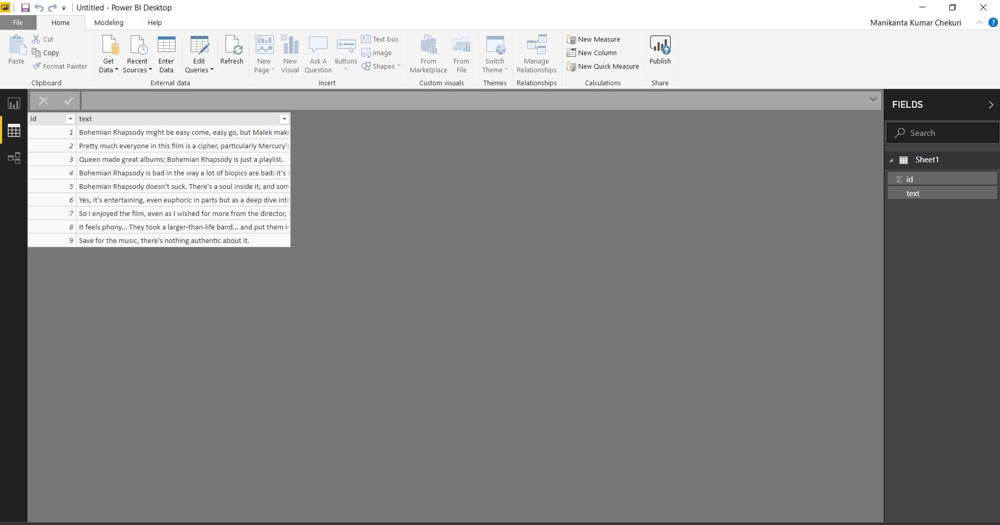 Untitled - Power BI Desktop
File Home Modeling Help Manikanta Kumar Chekuri ?
Paste Cut Copy Format Painter
Clipboard
Get Data Recent Sources Enter Data Edit Queries Refresh
External data
New Page New Visual Ask A Question Buttons Text box Image Shapes
Insert
From Marketplace From File
Custom visuals
Switch Theme
Themes
Manage Relationships
Relationships
New Measure
New Column
New Quick Measure
Calculations
Publish
Share
id text
1 Bohemian Rhapsody might be easy come, easy go, but Malek make
2 Pretty much everyone in this film is a cipher, particularly Mercury's
3 Queen made great albums; Bohemian Rhapsody is just a playlist.
4 Bohemian Rhapsody is bad in the way a lot of biopics are bad: it's
5 Bohemian Rhapsody doesn't suck. There's a soul inside it, and som
6 Yes, it's entertaining, even euphoric in parts but as a deep dive into
7 So I enjoyed the film, even as I wished for more from the director,
8 It feels phony... They took a larger-than-life band... and put them in
9 Save for the music, there's nothing authentic about it.
FIELDS
Search
Sheet1
Σ id
text